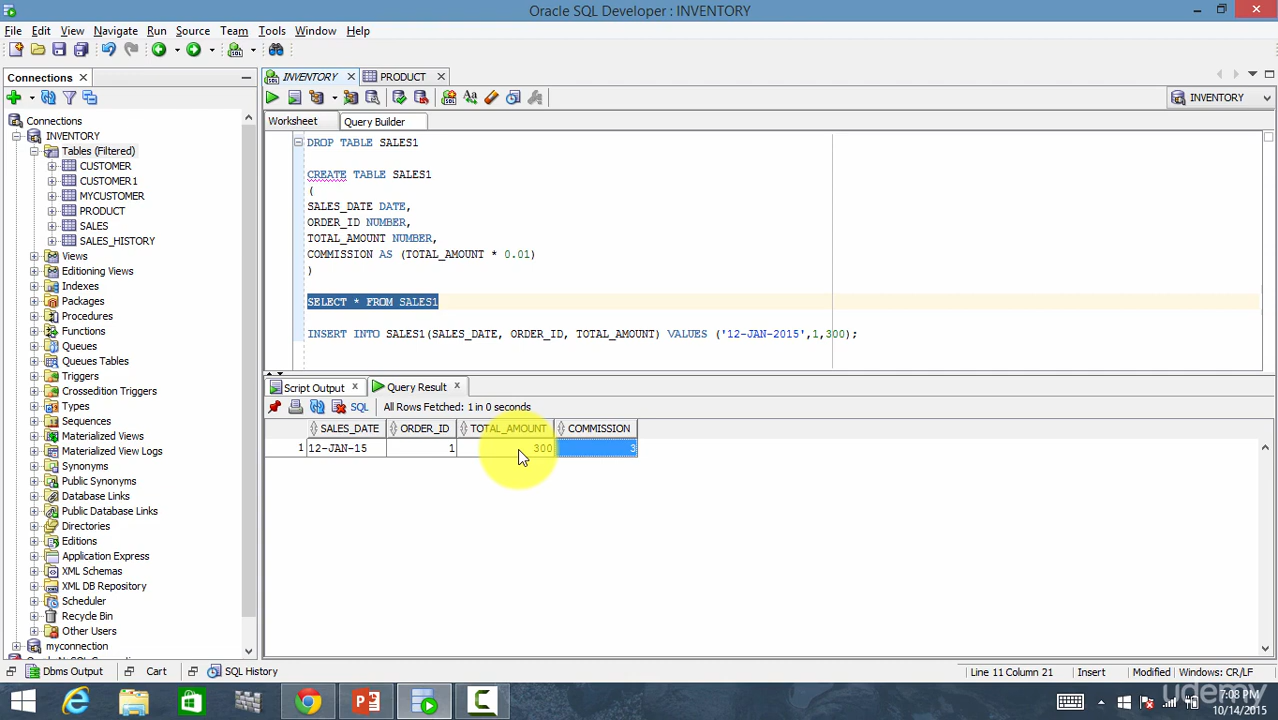 Oracle SQL Developer : INVENTORY
File Edit View Navigate Run Source Team Tools Window Help
Connections
INVENTORY
PRODUCT
INVENTORY
Worksheet
Query Builder
Connections
INVENTORY
Tables (Filtered)
CUSTOMER
CUSTOMER1
MYCUSTOMER
PRODUCT
SALES
SALES_HISTORY
Views
Editioning Views
Indexes
Packages
Procedures
Functions
Queues
Queues Tables
Triggers
Crossedition Triggers
Types
Sequences
Materialized Views
Materialized View Logs
Synonyms
Public Synonyms
Database Links
Public Database Links
Directories
Editions
Application Express
XML Schemas
XML DB Repository
Scheduler
Recycle Bin
Other Users
myconnection
DROP TABLE SALES1
CREATE TABLE SALES1
(
SALES_DATE DATE,
ORDER_ID NUMBER,
TOTAL_AMOUNT NUMBER,
COMMISSION AS (TOTAL_AMOUNT * 0.01)
)
SELECT * FROM SALES1
INSERT INTO SALES1(SALES_DATE, ORDER_ID, TOTAL_AMOUNT) VALUES ('12-JAN-2015',1,300);
Script Output
Query Result
SQL
All Rows Fetched: 1 in 0 seconds
SALES_DATE ORDER_ID TOTAL_AMOUNT COMMISSION
1 12-JAN-15 1 300 3
Dbms Output
Cart
SQL History
Line 11 Column 21
Insert
Modified
Windows: CR/LF
udemy
7:08 PM
10/14/2015